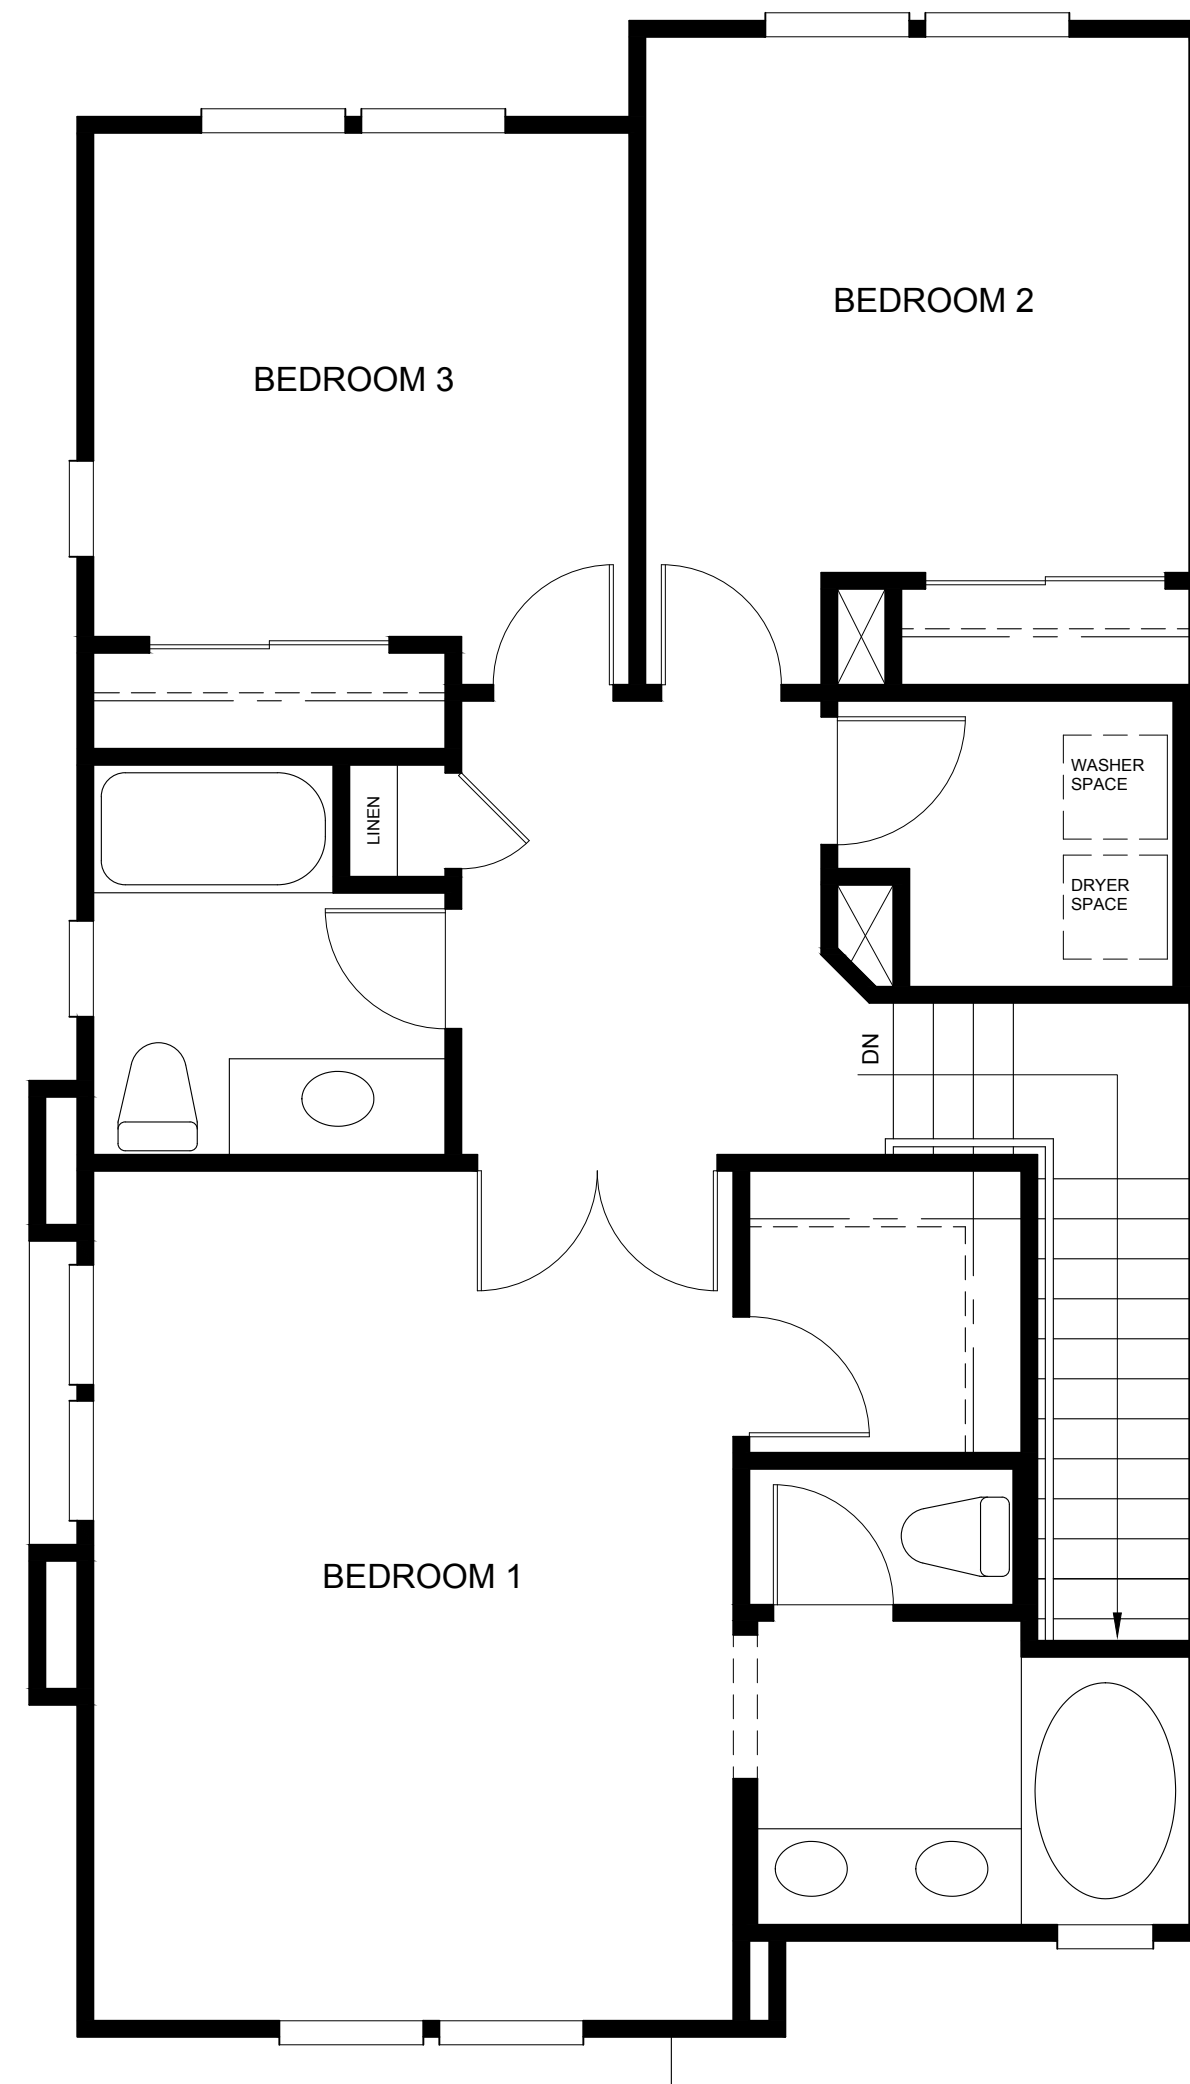 BEDROOM 2
BEDROOM 3
WASHER
SPACE
LINEN
DRYER
SPACE
DN
BEDROOM 1